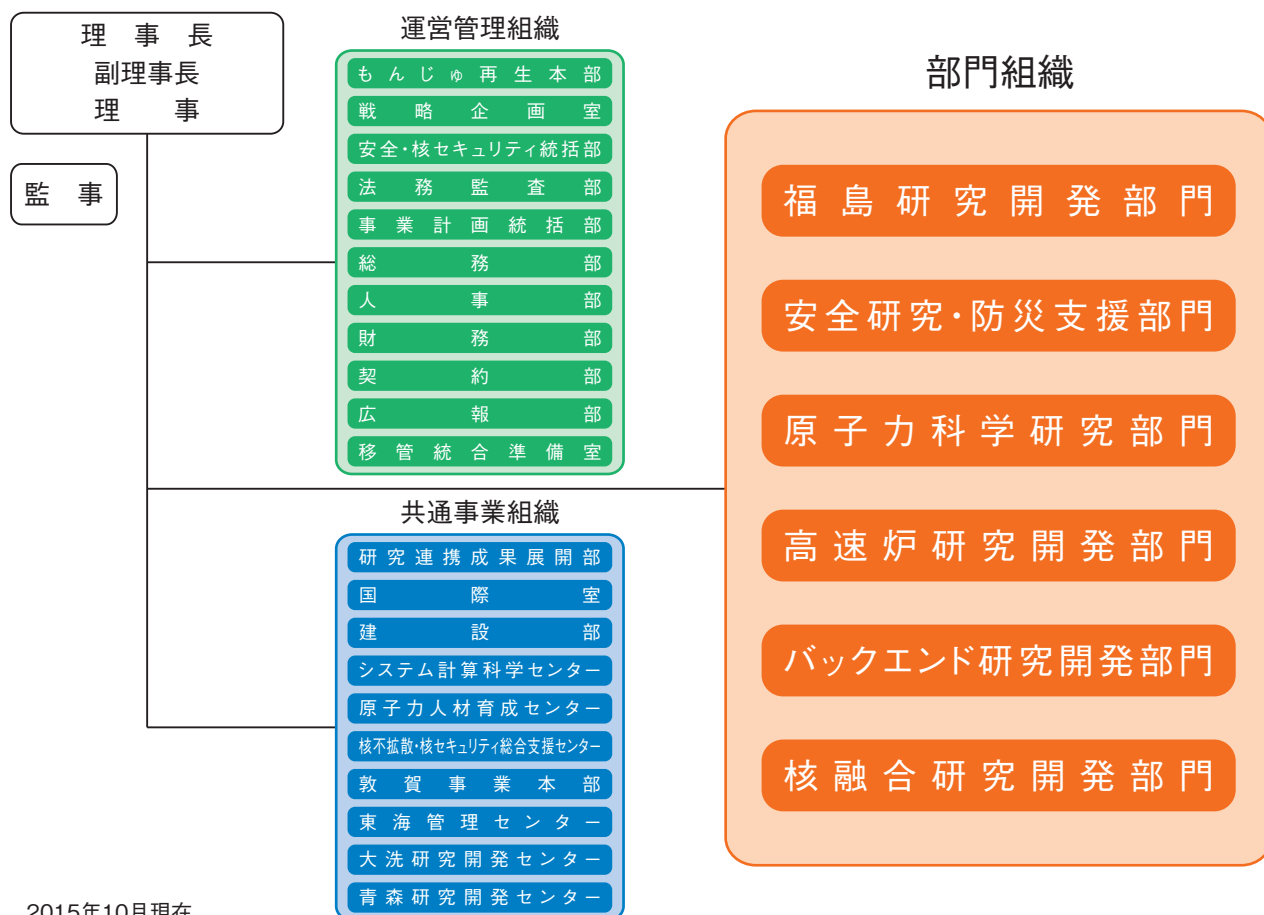 理事長
副理事長
理事
監事
運営管理組織
もんじゅ再生本部
戦略企画室
安全・核セキュリティ統括部
法務監査部
事業計画統括部
総務部
人事部
財務部
契約部
広報部
移管統合準備室
共通事業組織
研究連携成果展開部
国際室
建設部
システム計算科学センター
原子力人材育成センター
核不拡散・核セキュリティ総合支援センター
敦賀事業本部
東海管理センター
大洗研究開発センター
青森研究開発センター
部門組織
福島研究開発部門
安全研究・防災支援部門
原子力科学研究部門
高速炉研究開発部門
バックエンド研究開発部門
核融合研究開発部門
2015年10月現在